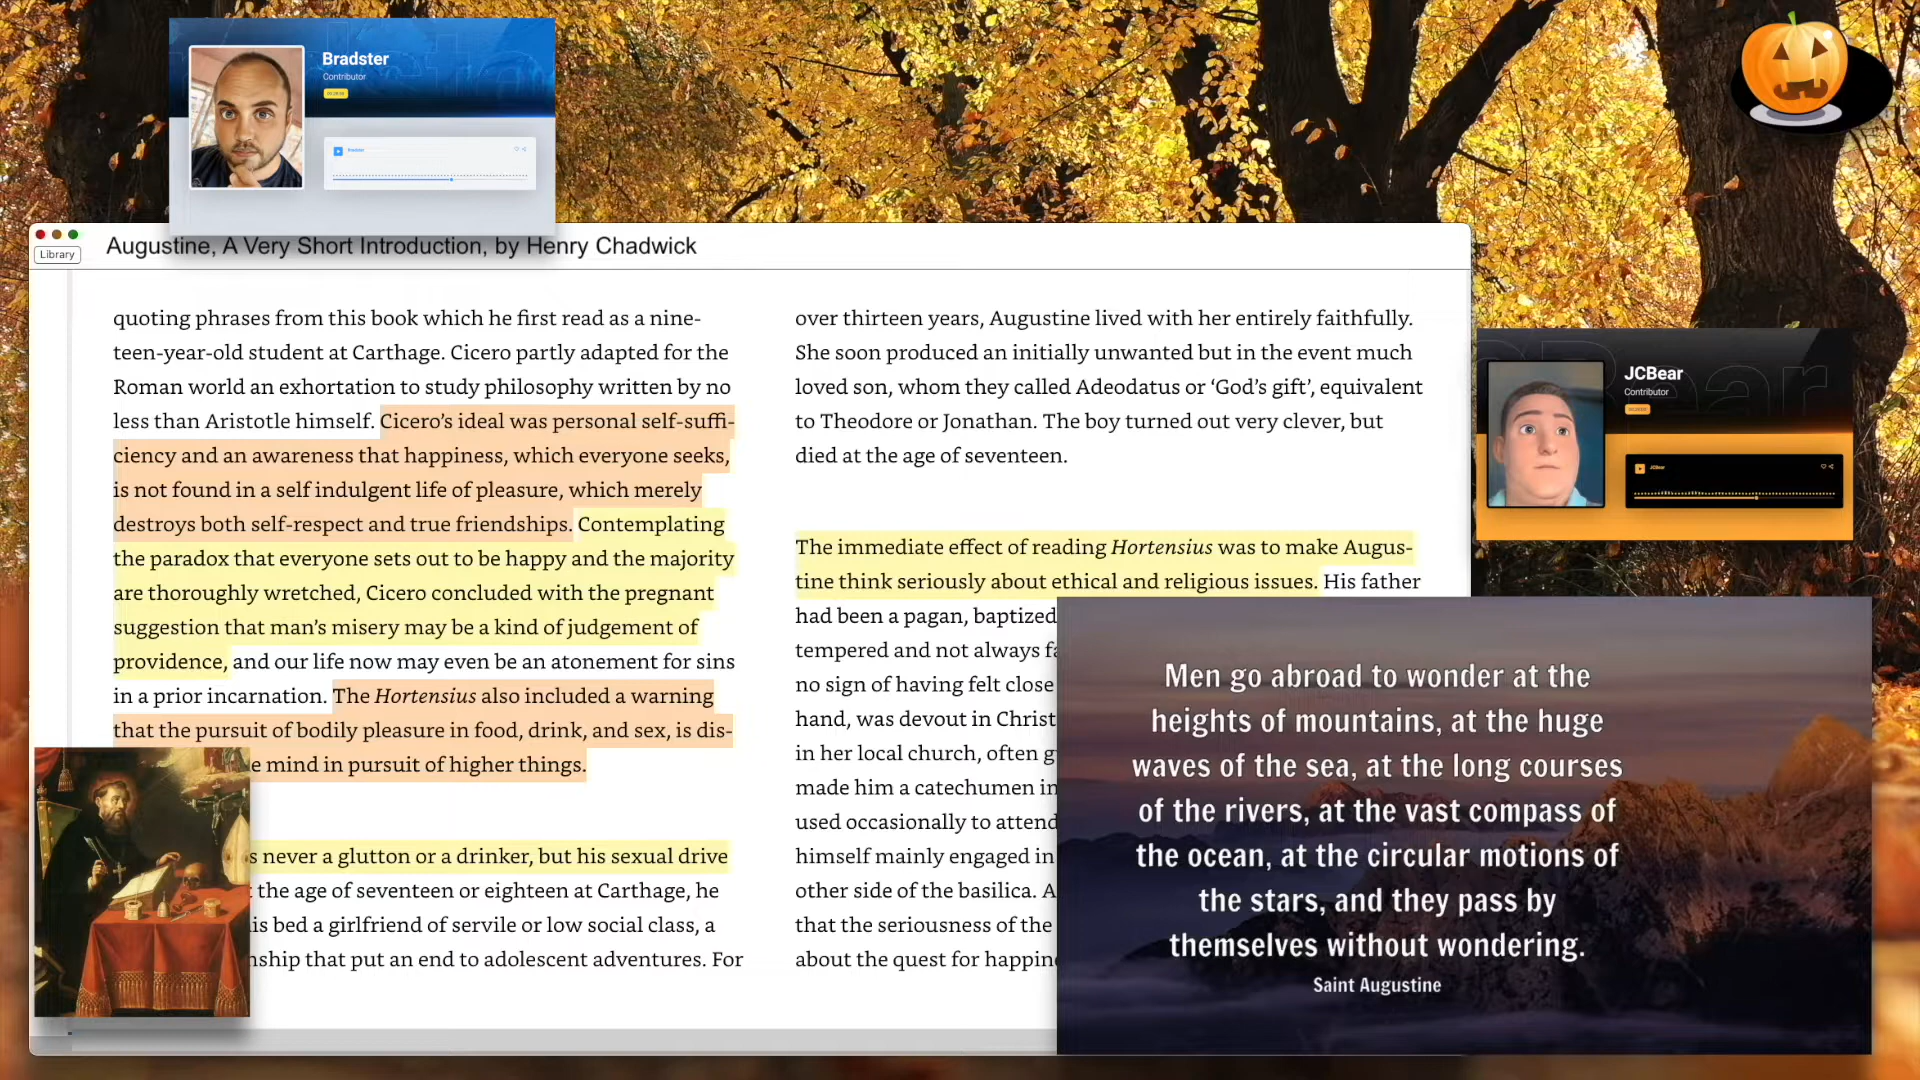 Bradster
Contributor
Bradster
Library
Augustine, A Very Short Introduction, by Henry Chadwick
quoting phrases from this book which he first read as a nine-
teen-year-old student at Carthage. Cicero partly adapted for the
Roman world an exhortation to study philosophy written by no
less than Aristotle himself. Cicero's ideal was personal self-suffi-
ciency and an awareness that happiness, which everyone seeks,
is not found in a self indulgent life of pleasure, which merely
destroys both self-respect and true friendships. Contemplating
the paradox that everyone sets out to be happy and the majority
are thoroughly wretched, Cicero concluded with the pregnant
suggestion that man's misery may be a kind of judgement of
providence, and our life now may even be an atonement for sins
in a prior incarnation. The Hortensius also included a warning
that the pursuit of bodily pleasure in food, drink, and sex, is dis-
e mind in pursuit of higher things.
s never a glutton or a drinker, but his sexual drive
the age of seventeen or eighteen at Carthage, he
is bed a girlfriend of servile or low social class, a
nship that put an end to adolescent adventures. For
over thirteen years, Augustine lived with her entirely faithfully.
She soon produced an initially unwanted but in the event much
loved son, whom they called Adeodatus or 'God's gift', equivalent
to Theodore or Jonathan. The boy turned out very clever, but
died at the age of seventeen.
The immediate effect of reading Hortensius was to make Augus-
tine think seriously about ethical and religious issues. His father
had been a pagan, baptized
tempered and not always fa
no sign of having felt close
hand, was devout in Christ
in her local church, often g
made him a catechumen in
used occasionally to attend
himself mainly engaged in
other side of the basilica. A
that the seriousness of the
about the quest for happin
JCBear
Contributor
JCBear
Men go abroad to wonder at the
heights of mountains, at the huge
waves of the sea, at the long courses
of the rivers, at the vast compass of
the ocean, at the circular motions of
the stars, and they pass by
themselves without wondering.
Saint Augustine